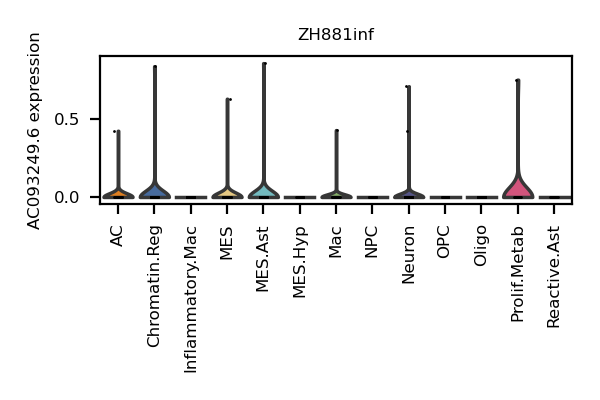 ZH881inf
AC093249.6 expression
0.5
0.0
AC
Chromatin.Reg
Inflammatory.Mac
MES
MES.Ast
MES.Hyp
Mac
NPC
Neuron
OPC
Oligo
Prolif.Metab
Reactive.Ast